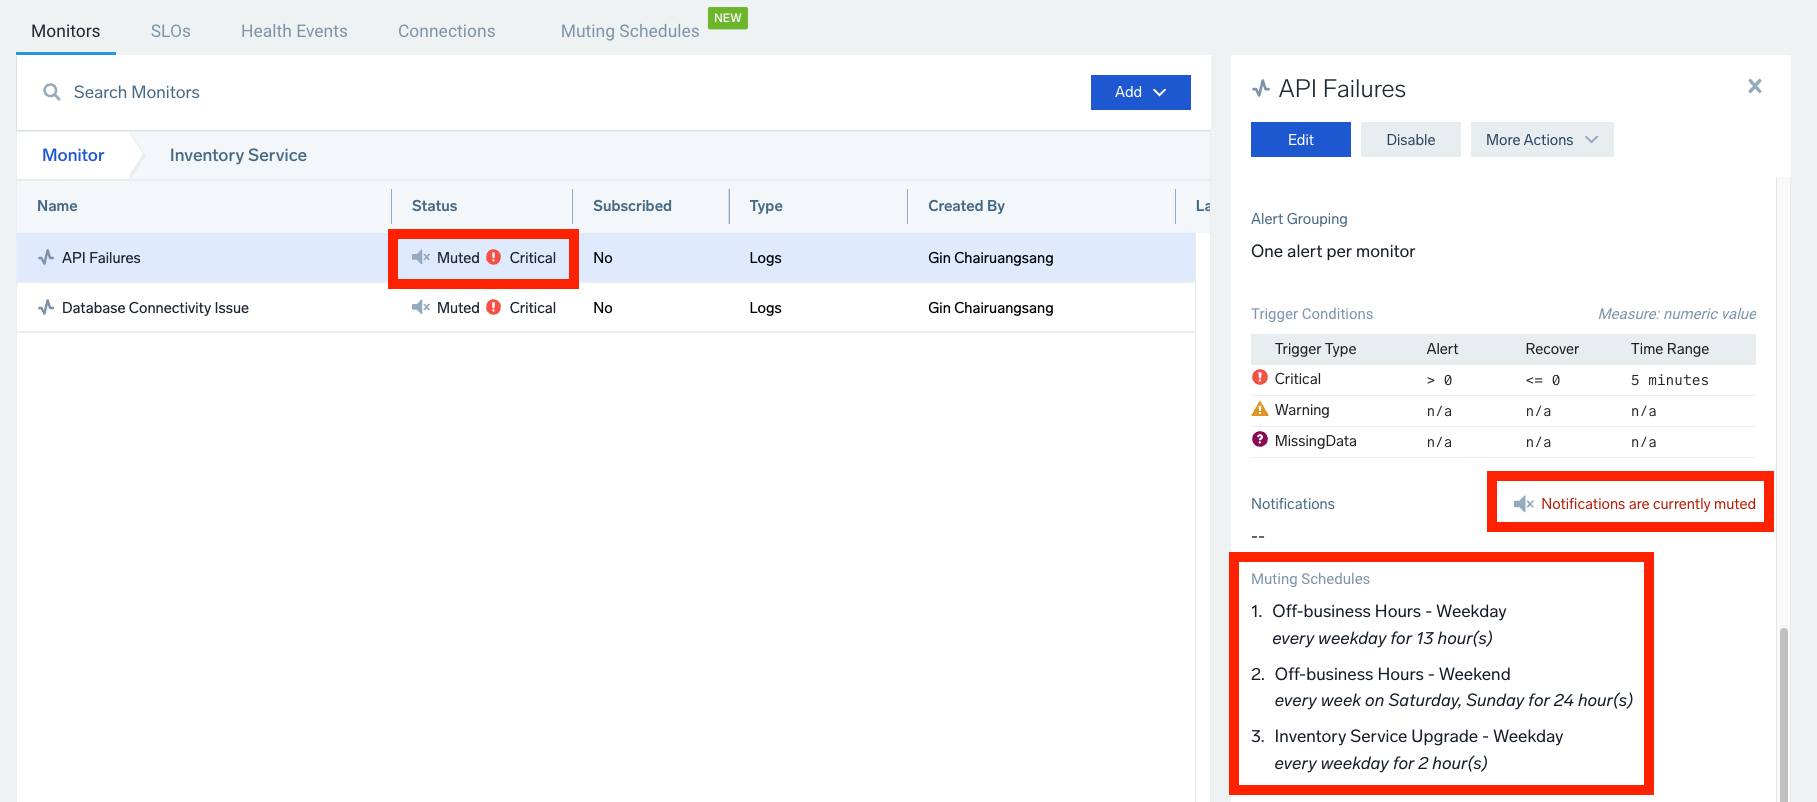 Monitors SLOs Health Events Connections Muting Schedules NEW
Search Monitors Add
Monitor Inventory Service
Name Status Subscribed Type Created By La
API Failures Muted Critical No Logs Gin Chairuangsang
Database Connectivity Issue Muted Critical No Logs Gin Chairuangsang
API Failures
Edit Disable More Actions
Alert Grouping
One alert per monitor
Trigger Conditions Measure: numeric value
Trigger Type Alert Recover Time Range
Critical > 0 <= 0 5 minutes
Warning n/a n/a n/a
MissingData n/a n/a n/a
Notifications Notifications are currently muted
--
Muting Schedules
1. Off-business Hours - Weekday
every weekday for 13 hour(s)
2. Off-business Hours - Weekend
every week on Saturday, Sunday for 24 hour(s)
3. Inventory Service Upgrade - Weekday
every weekday for 2 hour(s)